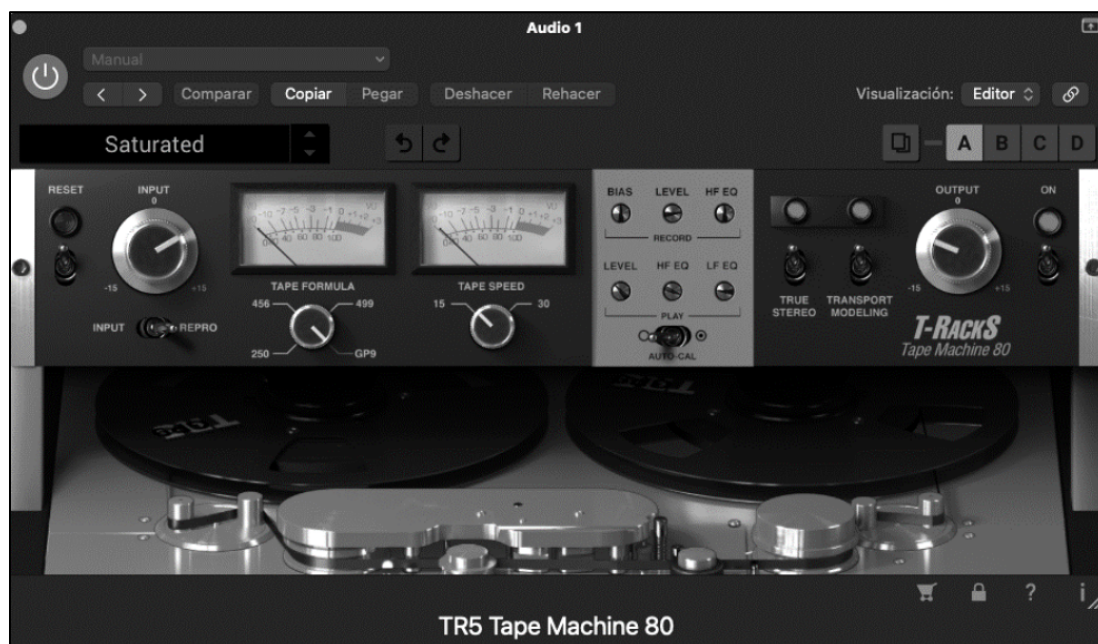 Audio 1
Manual
< > Comparar Copiar Pegar Deshacer Rehacer Visualización: Editor
Saturated A B C D
RESET INPUT BIAS LEVEL HF EQ OUTPUT ON
0 VU VU 0
RECORD
-15 +15 LEVEL HF EQ LF EQ -15 +15
TAPE FORMULA TAPE SPEED
456 499 15 30 TRUE STEREO TRANSPORT MODELING
INPUT REPRO PLAY T-RackS
250 GP9 AUTO-CAL Tape Machine 80
? i
TR5 Tape Machine 80